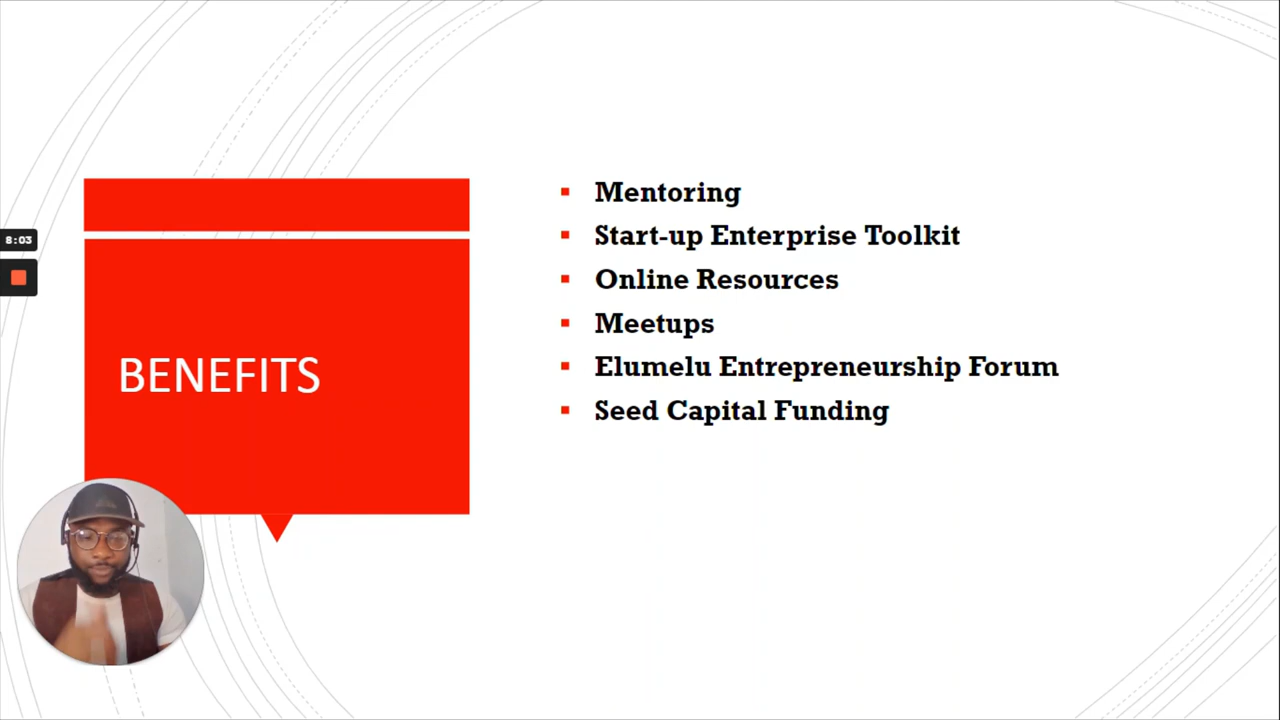 BENEFITS
Mentoring
Start-up Enterprise Toolkit
Online Resources
Meetups
Elumelu Entrepreneurship Forum
Seed Capital Funding
8:03